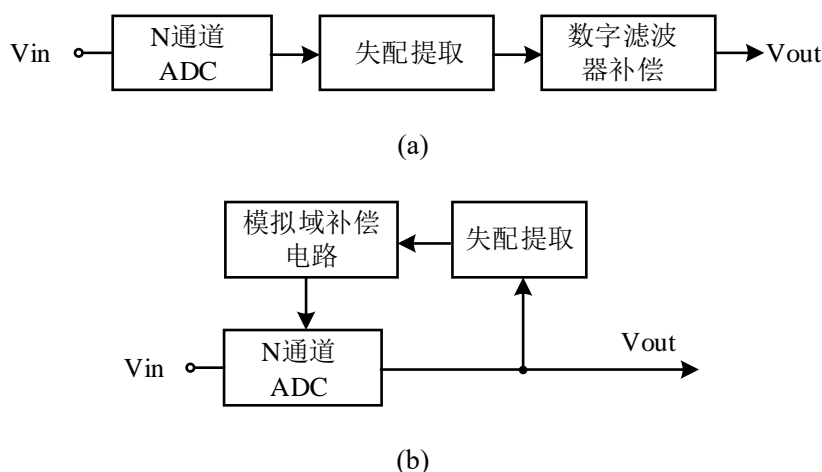 Vin
N通道
ADC
失配提取
数字滤波
器补偿
Vout
(a)
模拟域补偿
电路
失配提取
Vin
N通道
ADC
Vout
(b)